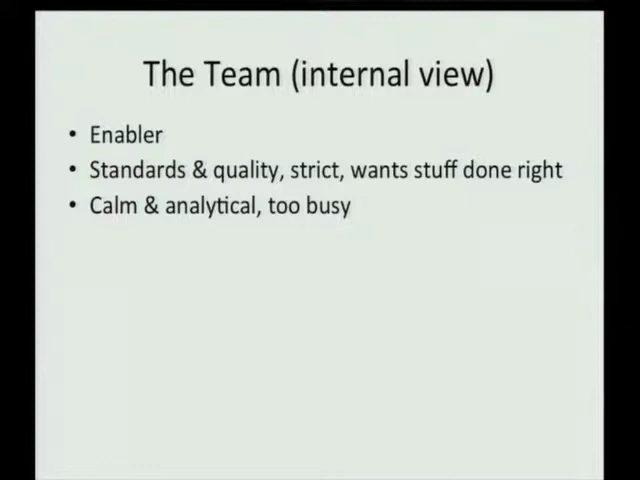 The Team (internal view)
• Enabler
• Standards & quality, strict, wants stuff done right
• Calm & analytical, too busy